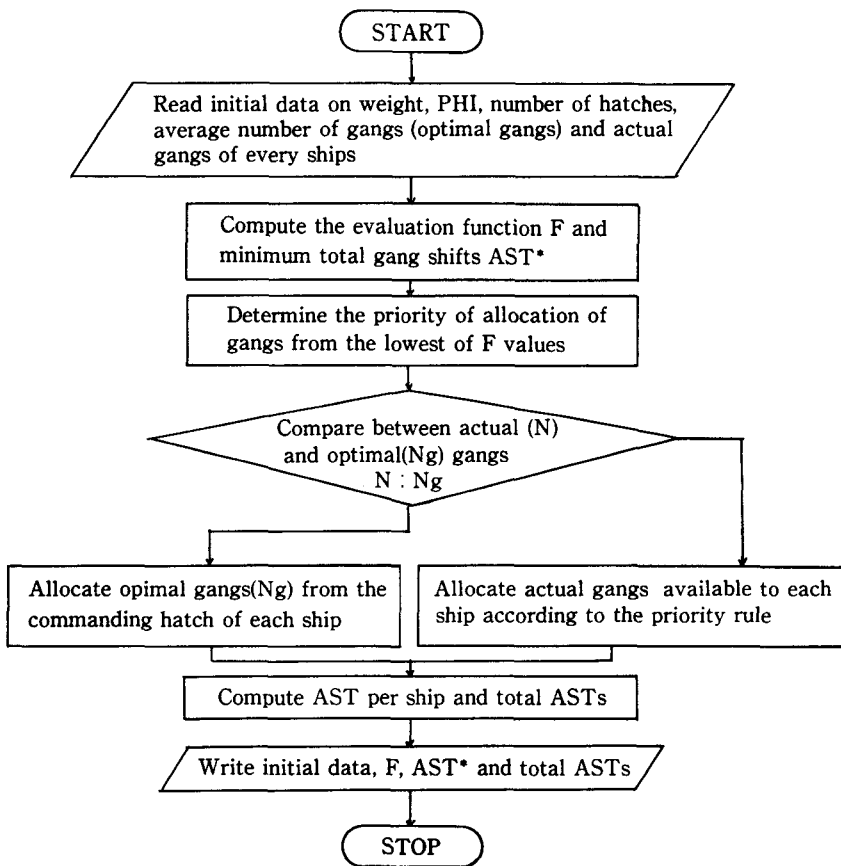 START
Read initial data on weight, PHI, number of hatches,
average number of gangs (optimal gangs) and actual
gangs of every ships
Compute the evaluation function F and
minimum total gang shifts AST*
Determine the priority of allocation of
gangs from the lowest of F values
Compare between actual (N)
and optimal(Ng) gangs
N : Ng
Allocate opimal gangs(Ng) from the
commanding hatch of each ship
Allocate actual gangs available to each
ship according to the priority rule
Compute AST per ship and total ASTs
Write initial data, F, AST* and total ASTs
STOP